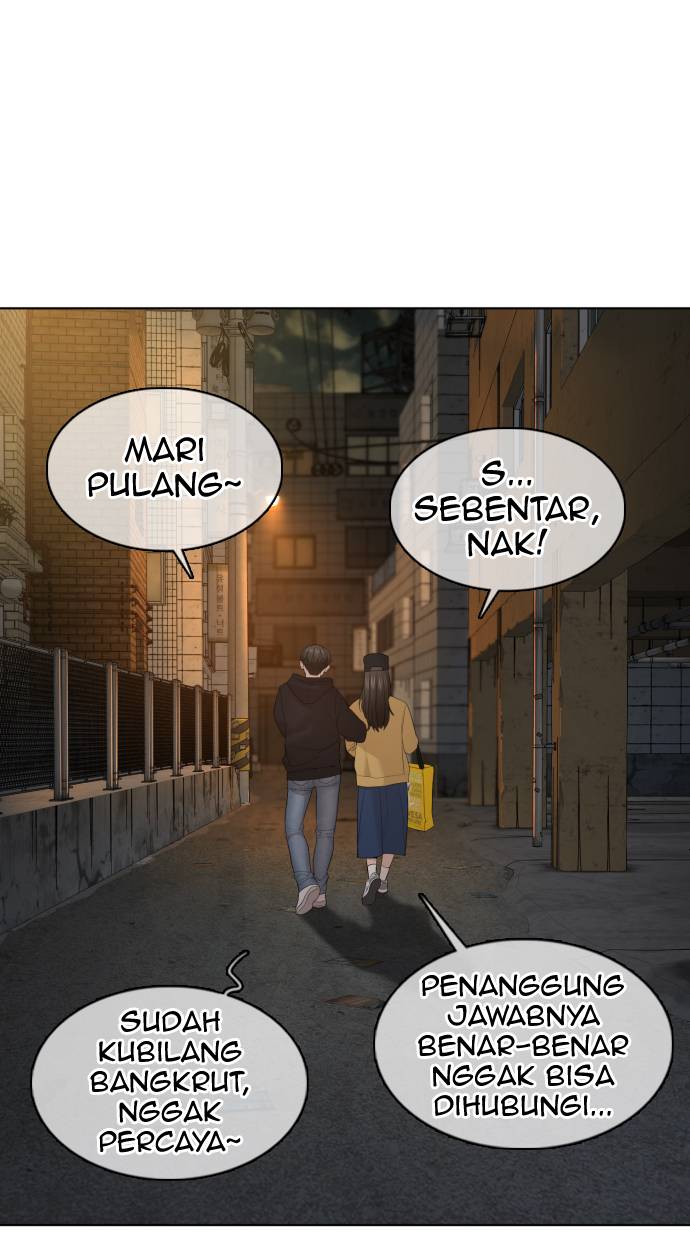 MARI
PULANG~
S...
SEBENTAR,
NAK!
SUDAH
KUBILANG
BANGKRUT,
NGGAK
PERCAYA~
PENANGGUNG
JAWABNYA
BENAR-BENAR
NGGAK BISA
DIHUBUNGI...